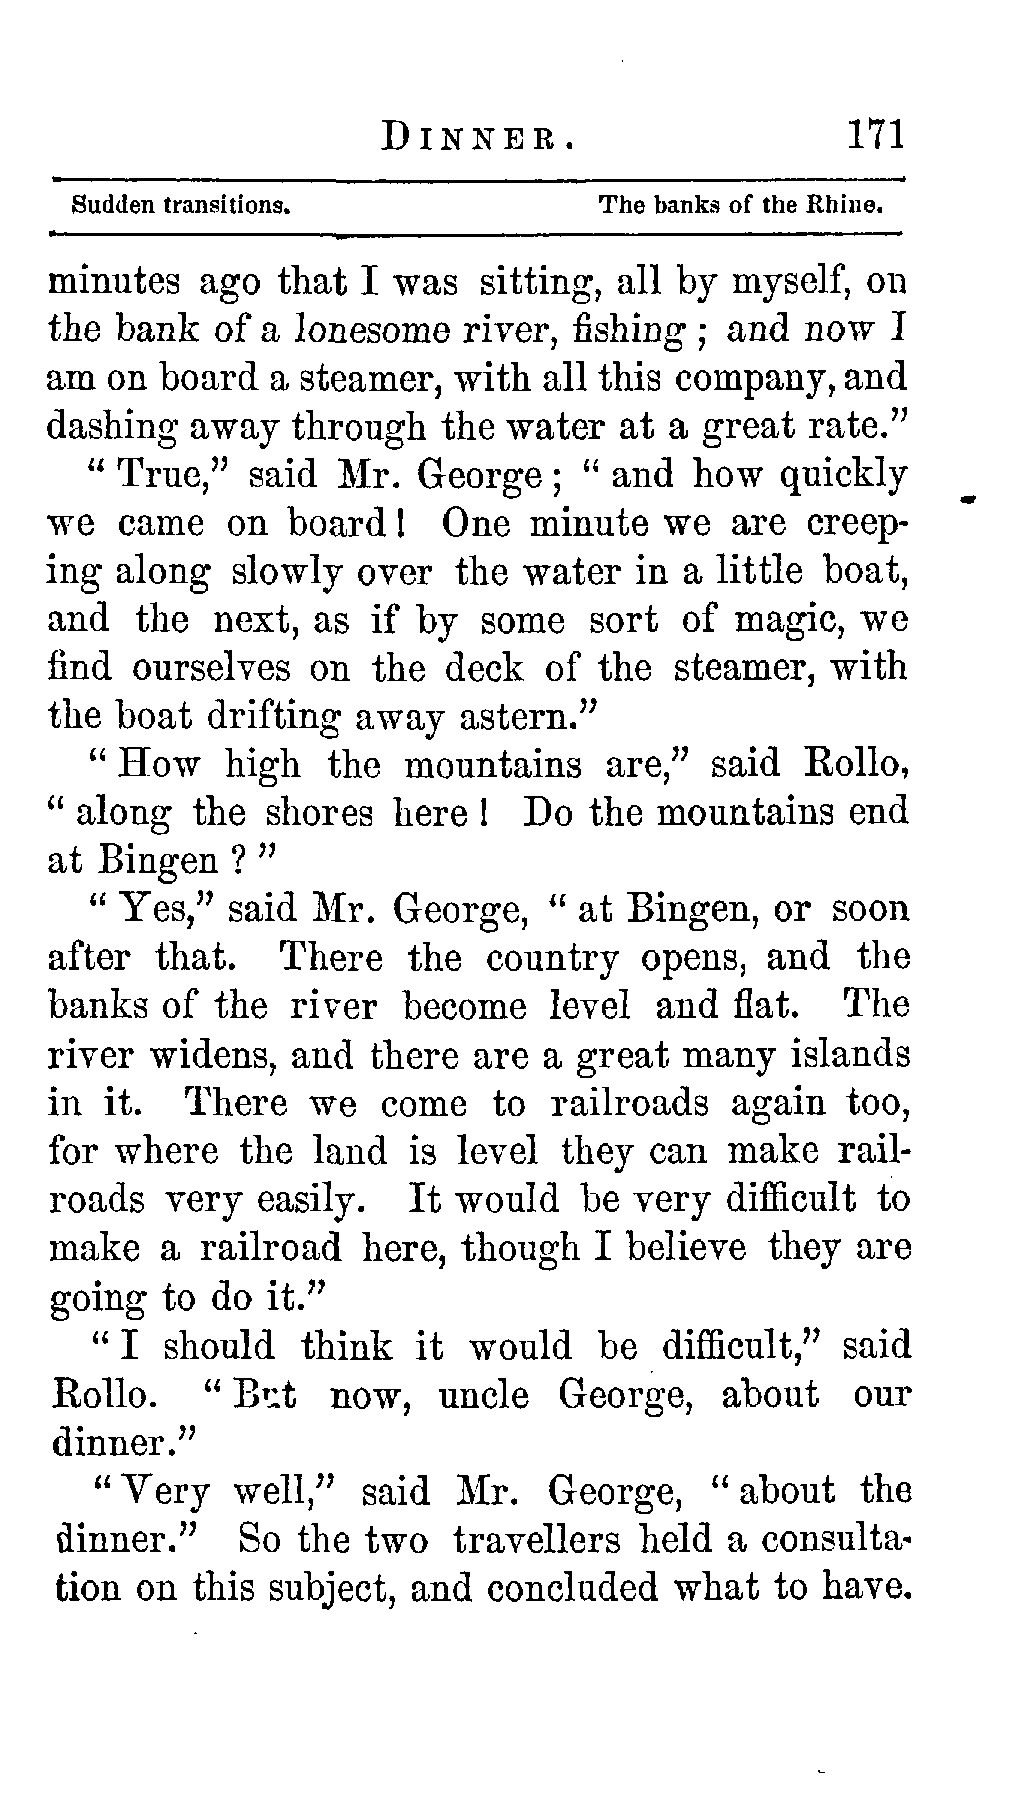 DINNER. 171
Sudden transitions. The banks of the Rhine.
minutes ago that I was sitting, all by myself, on
the bank of a lonesome river, fishing ; and now I
am on board a steamer, with all this company, and
dashing away through the water at a great rate.”
“ True,” said Mr. George ; “ and how quickly
we came on board ! One minute we are creep-
ing along slowly over the water in a little boat,
and the next, as if by some sort of magic, we
find ourselves on the deck of the steamer, with
the boat drifting away astern.”
“ How high the mountains are,” said Rollo,
“ along the shores here ! Do the mountains end
at Bingen ? ”
“ Yes,” said Mr. George, “ at Bingen, or soon
after that. There the country opens, and the
banks of the river become level and flat. The
river widens, and there are a great many islands
in it. There we come to railroads again too,
for where the land is level they can make rail-
roads very easily. It would be very difficult to
make a railroad here, though I believe they are
going to do it.”
“ I should think it would be difficult,” said
Rollo. “ But now, uncle George, about our
dinner.”
“ Very well,” said Mr. George, “ about the
dinner.” So the two travellers held a consulta-
tion on this subject, and concluded what to have.